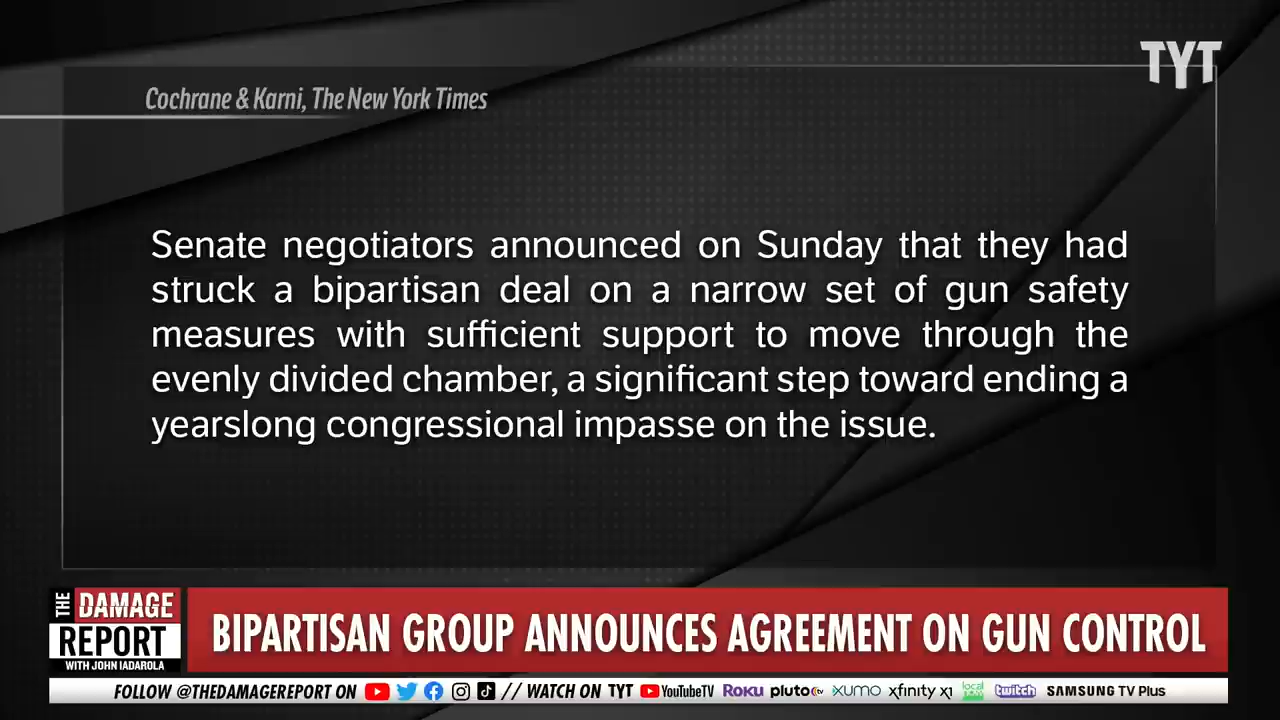 TYT
Cochrane & Karni, The New York Times
Senate negotiators announced on Sunday that they had
struck a bipartisan deal on a narrow set of gun safety
measures with sufficient support to move through the
evenly divided chamber, a significant step toward ending a
yearslong congressional impasse on the issue.
THE DAMAGE
REPORT
WITH JOHN IADAROLA
BIPARTISAN GROUP ANNOUNCES AGREEMENT ON GUN CONTROL
FOLLOW @THEDAMAGEREPORT ON // WATCH ON TYT YouTubeTV Roku pluto tv xumo xfinity x1 local now twitch SAMSUNG TV Plus